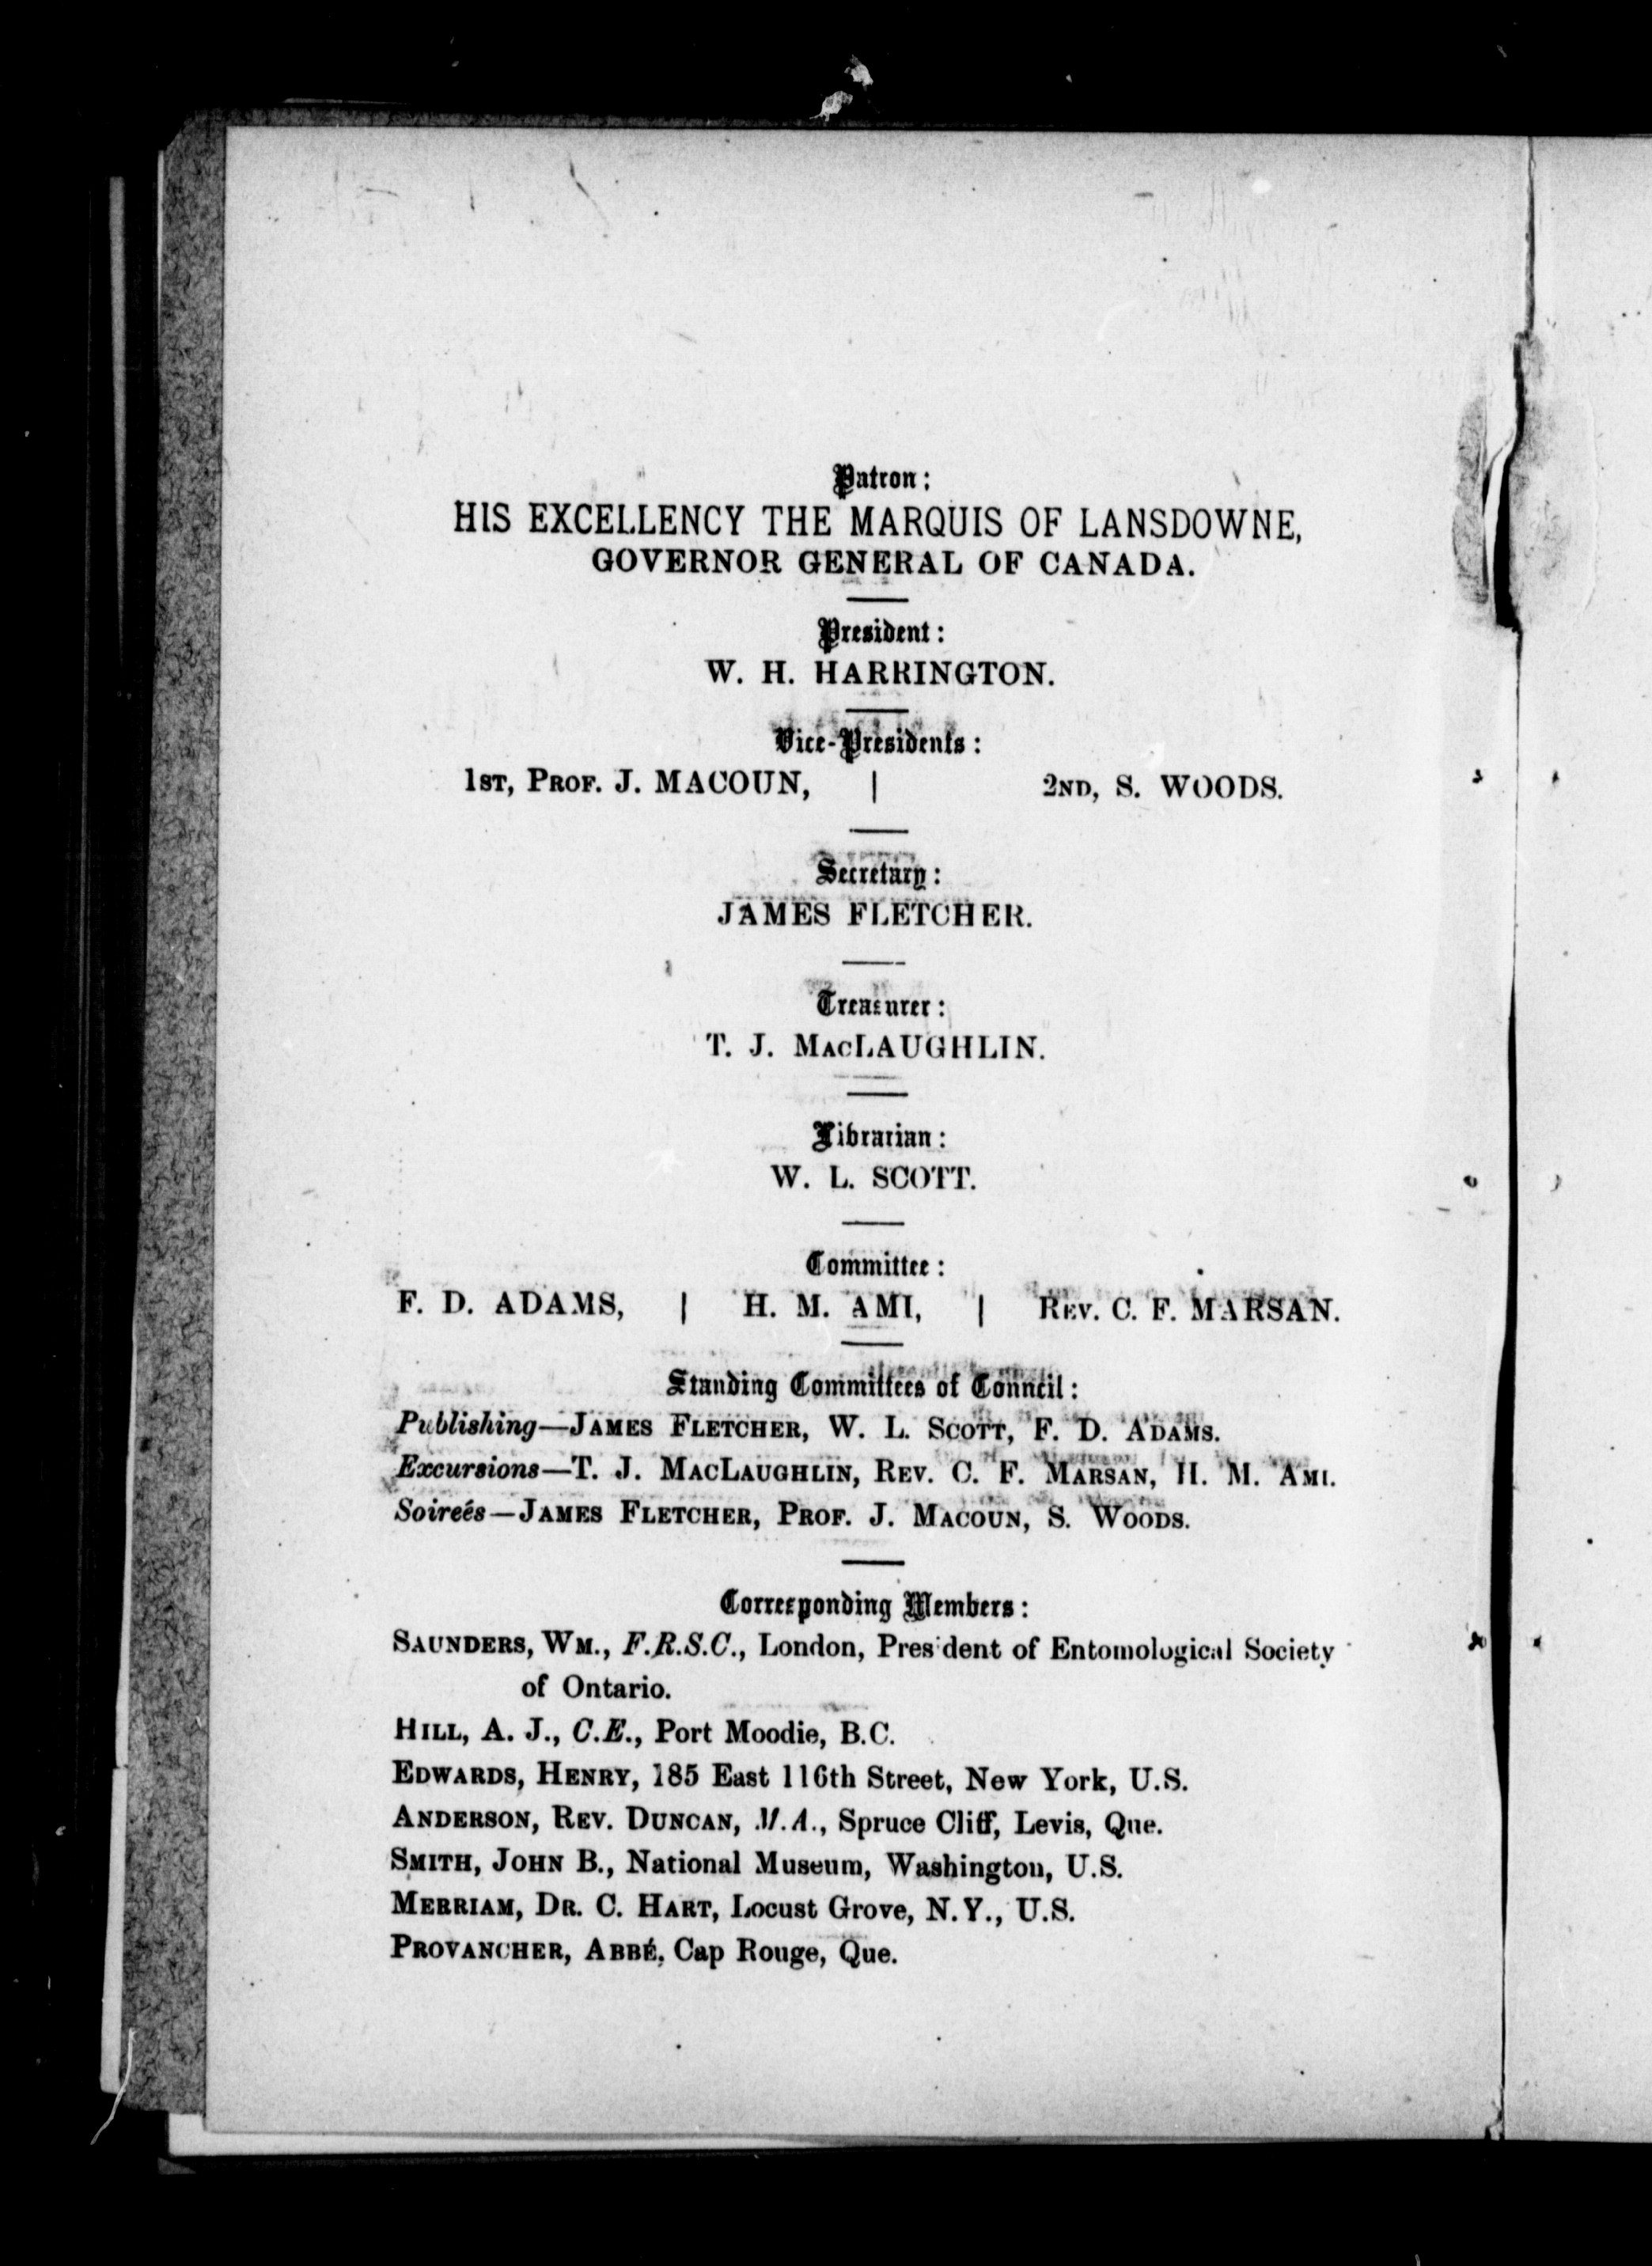 Patron:
HIS EXCELLENCY THE MARQUIS OF LANSDOWNE,
GOVERNOR GENERAL OF CANADA.
President:
W. H. HARRINGTON.
Vice-Presidents:
1ST, PROF. J. MACOUN, | 2ND, S. WOODS.
Secretary:
JAMES FLETCHER.
Treasurer:
T. J. MACLAUGHLIN.
Librarian:
W. L. SCOTT.
Committee:
F. D. ADAMS, | H. M. AMI, | REV. C. F. MARSAN.
Standing Committees of Council:
Publishing—JAMES FLETCHER, W. L. SCOTT, F. D. ADAMS.
Excursions—T. J. MACLAUGHLIN, REV. C. F. MARSAN, H. M. AMI.
Soireés—JAMES FLETCHER, PROF. J. MACOUN, S. WOODS.
Corresponding Members:
SAUNDERS, WM., F.R.S.C., London, President of Entomological Society
of Ontario.
HILL, A. J., C.E., Port Moodie, B.C.
EDWARDS, HENRY, 185 East 116th Street, New York, U.S.
ANDERSON, REV. DUNCAN, M.A., Spruce Cliff, Levis, Que.
SMITH, JOHN B., National Museum, Washington, U.S.
MERRIAM, DR. C. HART, Locust Grove, N.Y., U.S.
PROVANCHER, ABBÉ, Cap Rouge, Que.